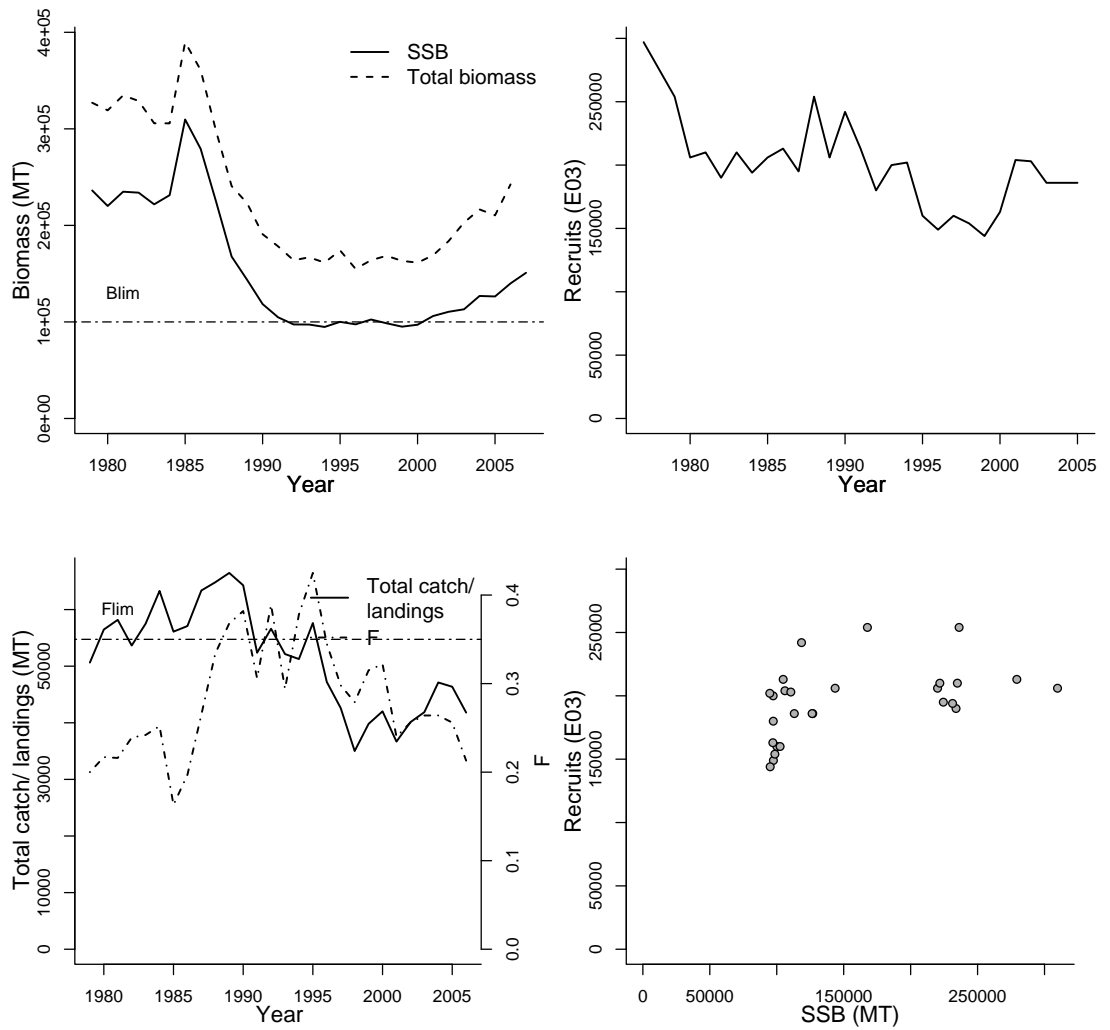 SSB
Total biomass
Blim
Biomass (MT)
0e+00
1e+05
2e+05
3e+05
4e+05
1980 1985 1990 1995 2000 2005
Year
Recruits (E03)
0
50000
150000
250000
1980 1985 1990 1995 2000 2005
Year
Total catch/
landings
F
Flim
Total catch/ landings (MT)
0
10000
30000
50000
F
0.0
0.1
0.2
0.3
0.4
1980 1985 1990 1995 2000 2005
Year
Recruits (E03)
0
50000
150000
250000
0 50000 150000 250000
SSB (MT)